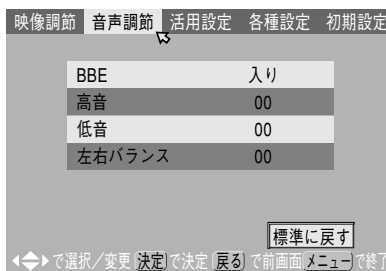 映像調節 音声調節 活用設定 各種設定 初期設定
BBE 入り
高音 00
低音 00
左右バランス 00
標準に戻す
で選択／変更 決定 で決定 戻る で前画面 メニュー で終了